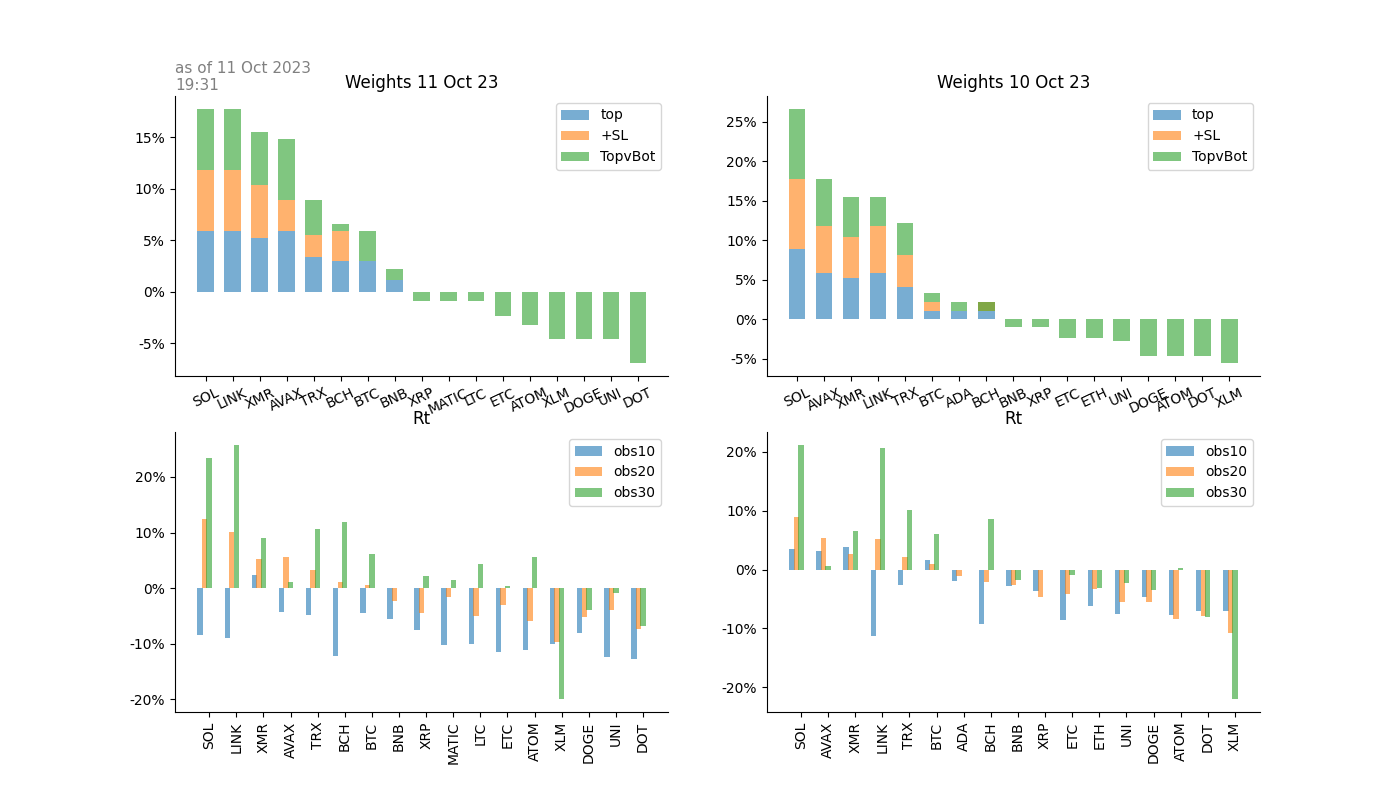 as of 11 Oct 2023
19:31
Weights 11 Oct 23
15%
10%
5%
0%
-5%
top
+SL
TopvBot
SOL LINK XMR AVAX TRX BCH BTC BNB XRP MATIC LTC ETC ATOM XLM DOGE UNI DOT
Weights 10 Oct 23
25%
20%
15%
10%
5%
0%
-5%
top
+SL
TopvBot
SOL AVAX XMR LINK TRX BTC ADA BCH BNB XRP ETC ETH UNI DOGE ATOM DOT XLM
Rt
20%
10%
0%
-10%
-20%
obs10
obs20
obs30
SOL LINK XMR AVAX TRX BCH BTC BNB XRP MATIC LTC ETC ATOM XLM DOGE UNI DOT
Rt
20%
10%
0%
-10%
-20%
obs10
obs20
obs30
SOL AVAX XMR LINK TRX BTC ADA BCH BNB XRP ETC ETH UNI DOGE ATOM DOT XLM